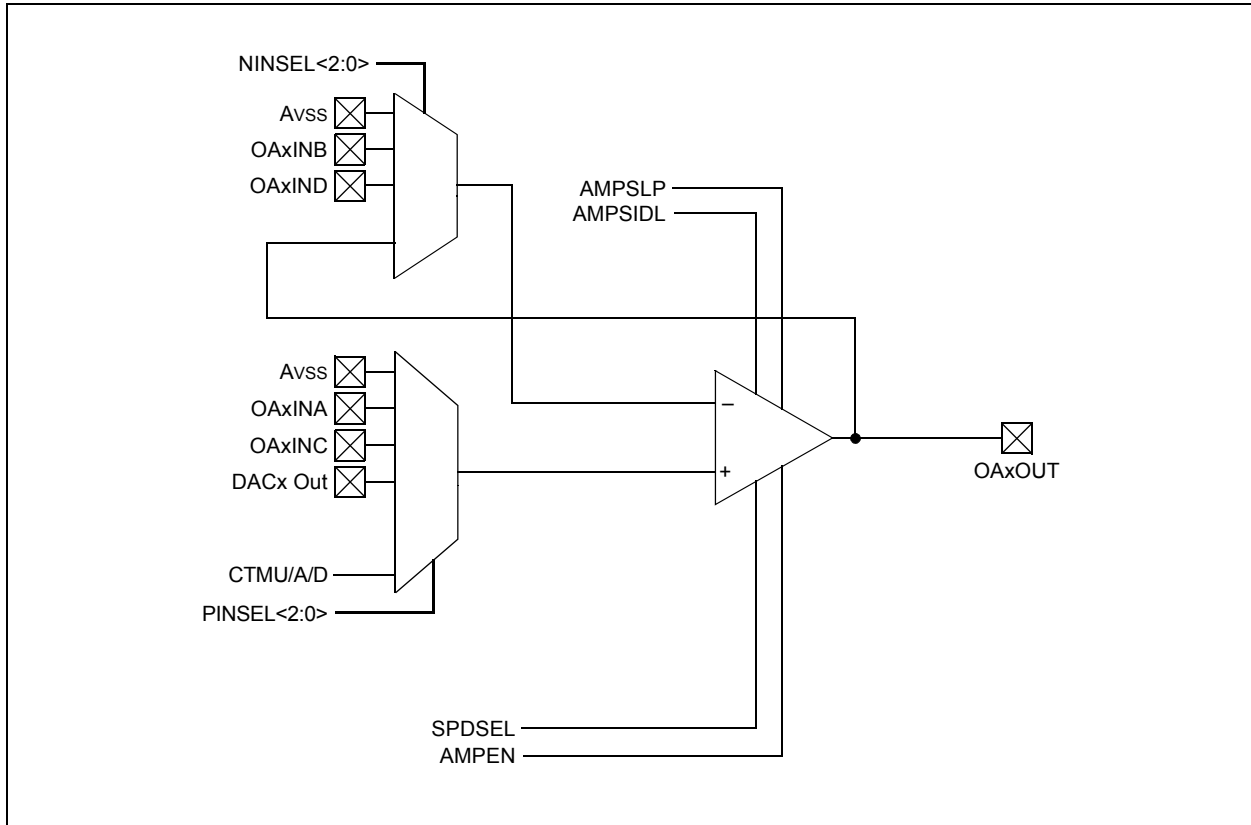 NINSEL<2:0>
AVSS
OAxINB
OAxIND
AMPSLP
AMPSIDL
AVSS
OAxINA
OAxINC
DACx Out
CTMU/A/D
PINSEL<2:0>
–
+
OAxOUT
SPDSEL
AMPEN